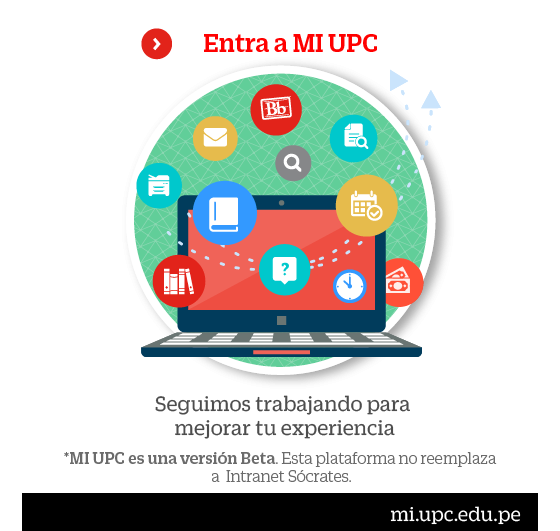 Entra a MI UPC
Bb
?
Seguimos trabajando para
mejorar tu experiencia
*MI UPC es una versión Beta. Esta plataforma no reemplaza
a Intranet Sócrates.
mi.upc.edu.pe